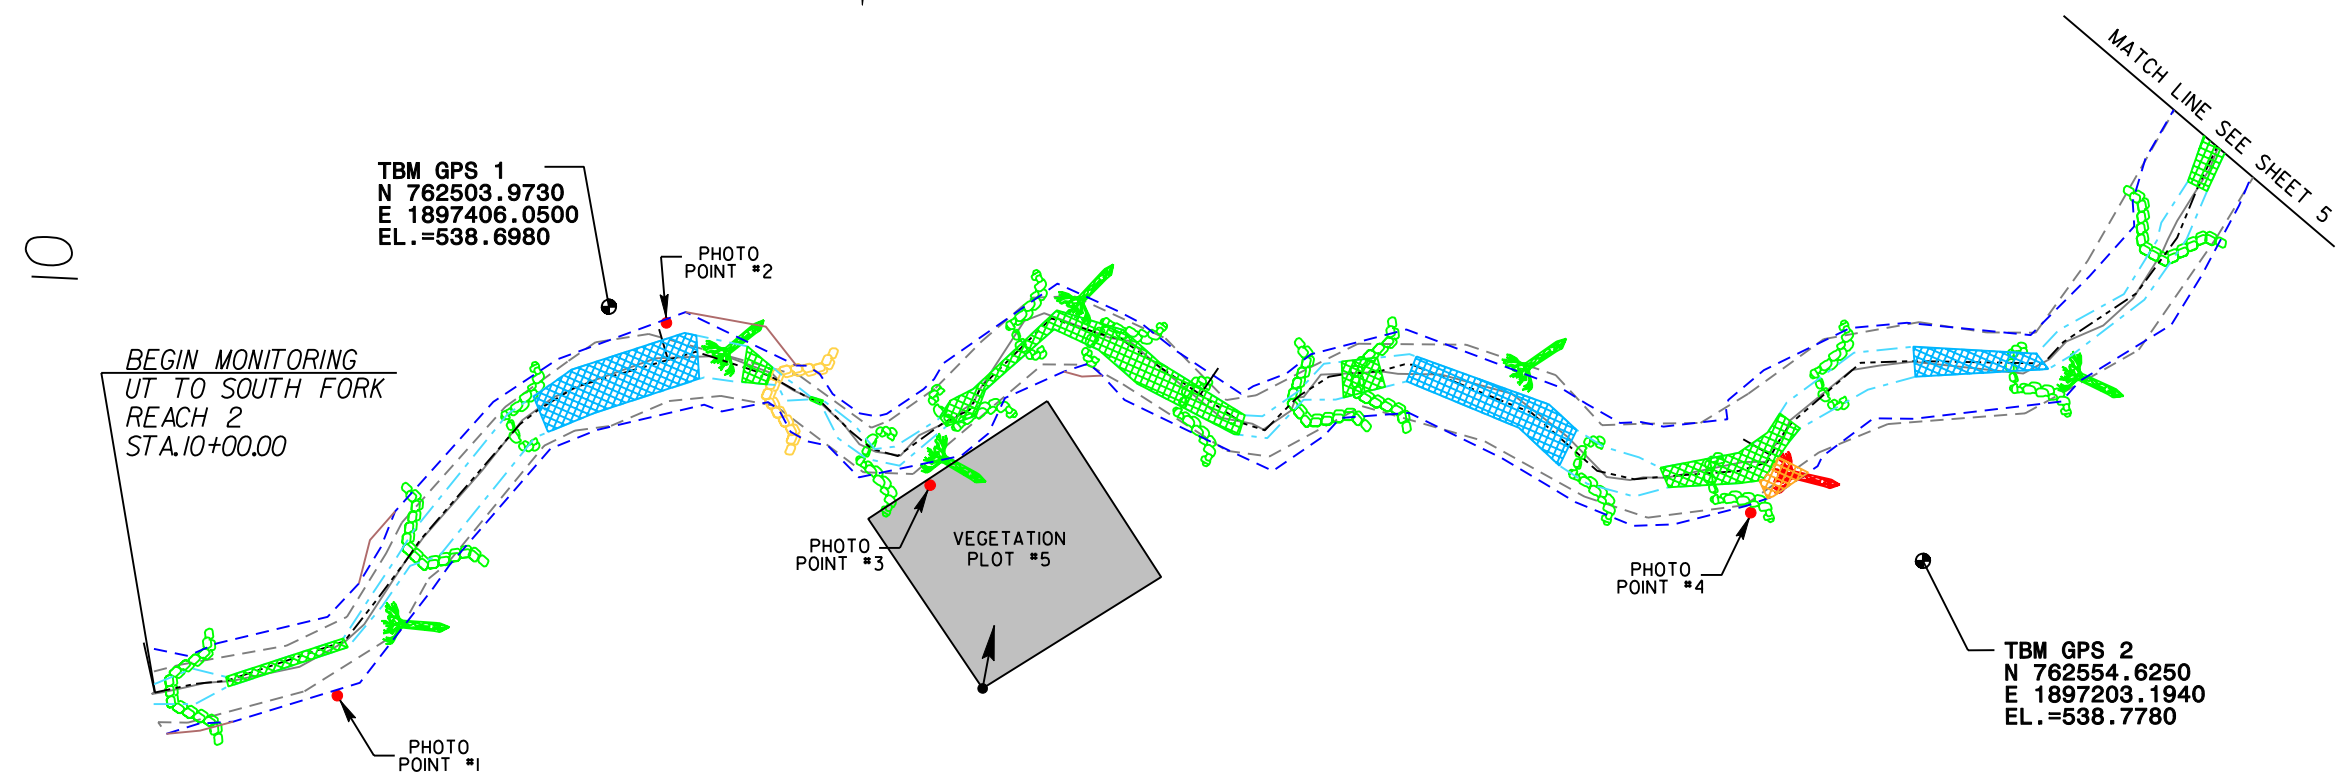 MATCH LINE SEE SHEET 5
TBM GPS 1
N 762503.9730
E 1897406.0500
EL.=538.6980
10
PHOTO
POINT #2
BEGIN MONITORING
UT TO SOUTH FORK
REACH 2
STA.10+00.00
PHOTO
POINT #3
VEGETATION
PLOT #5
PHOTO
POINT #4
TBM GPS 2
N 762554.6250
E 1897203.1940
EL.=538.7780
PHOTO
POINT #1